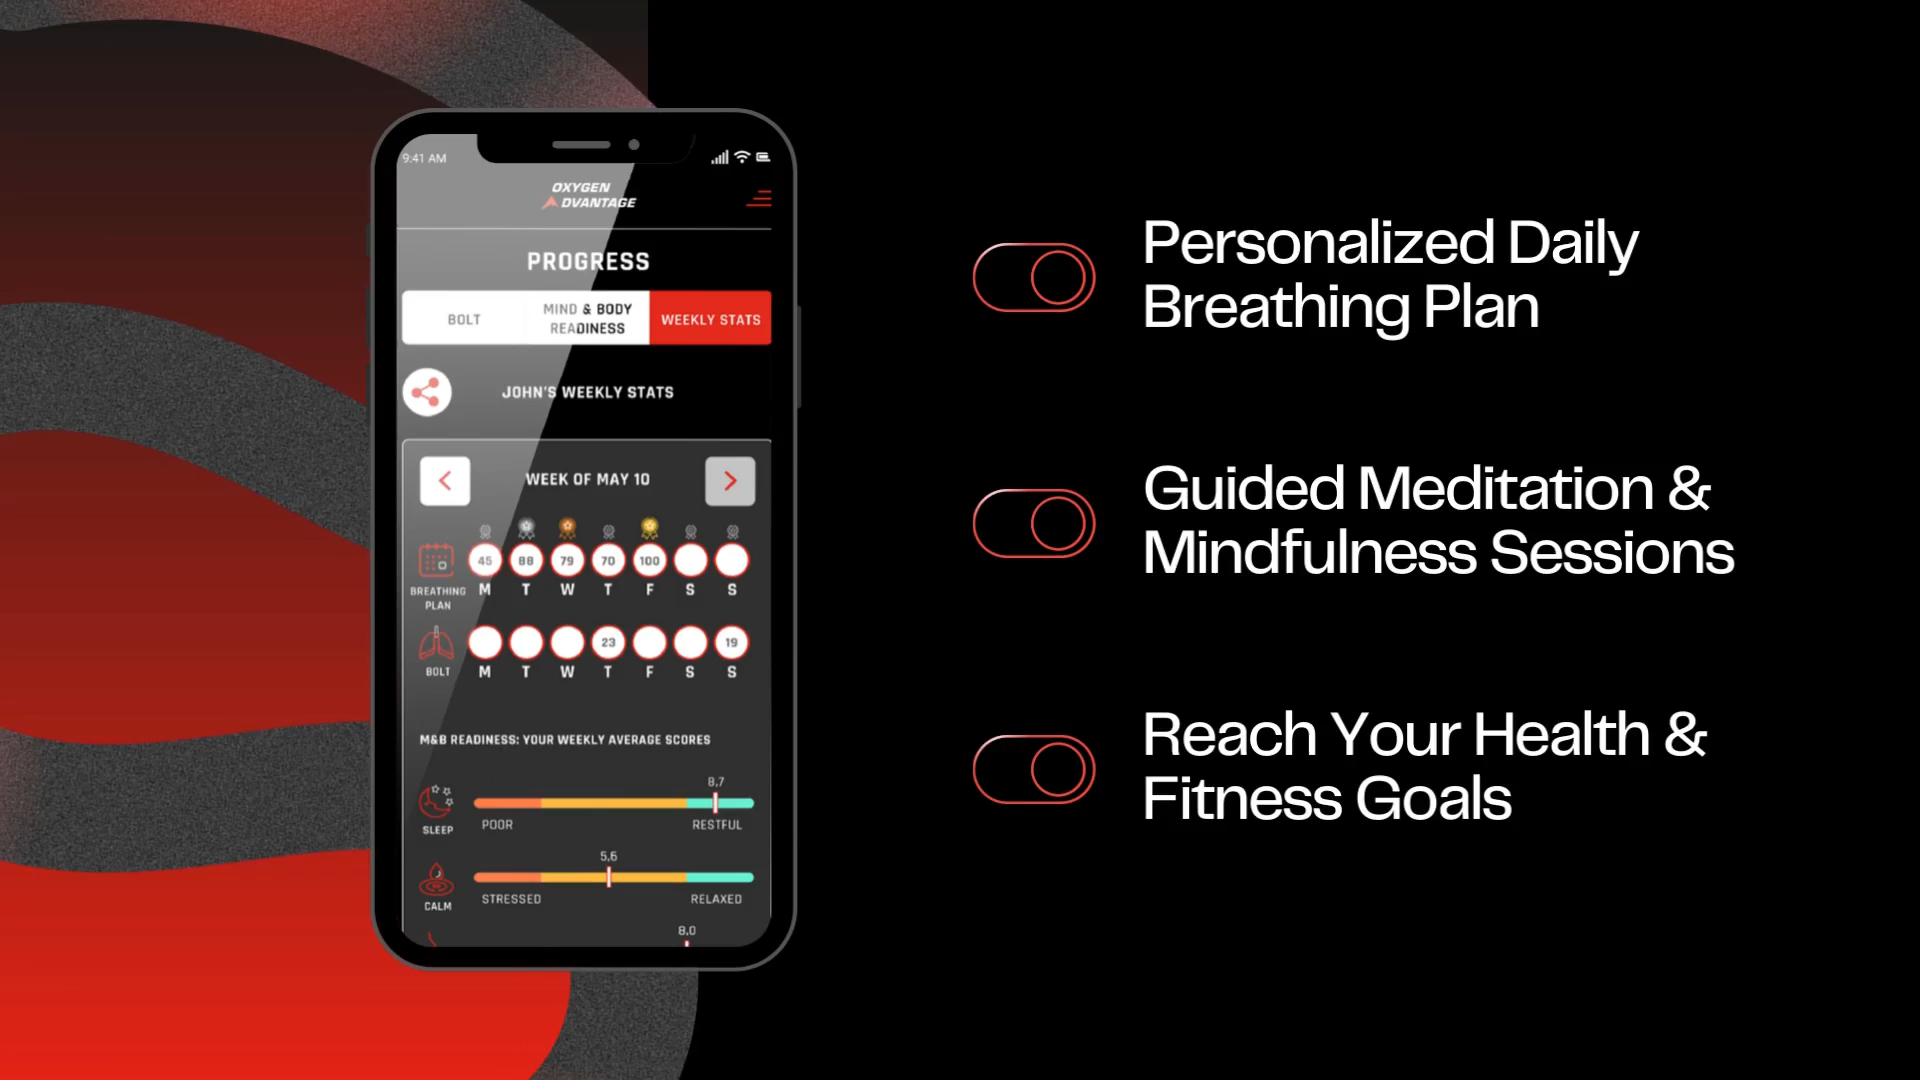 9:41 AM
OXYGEN
ADVANTAGE
PROGRESS
BOLT
MIND & BODY
READINESS
WEEKLY STATS
JOHN'S WEEKLY STATS
WEEK OF MAY 10
45 88 79 70 100
M T W T F S S
BREATHING
PLAN
23 19
M T W T F S S
BOLT
M&B READINESS: YOUR WEEKLY AVERAGE SCORES
8,7
SLEEP
POOR RESTFUL
5,6
CALM
STRESSED RELAXED
8,0
Personalized Daily
Breathing Plan
Guided Meditation &
Mindfulness Sessions
Reach Your Health &
Fitness Goals